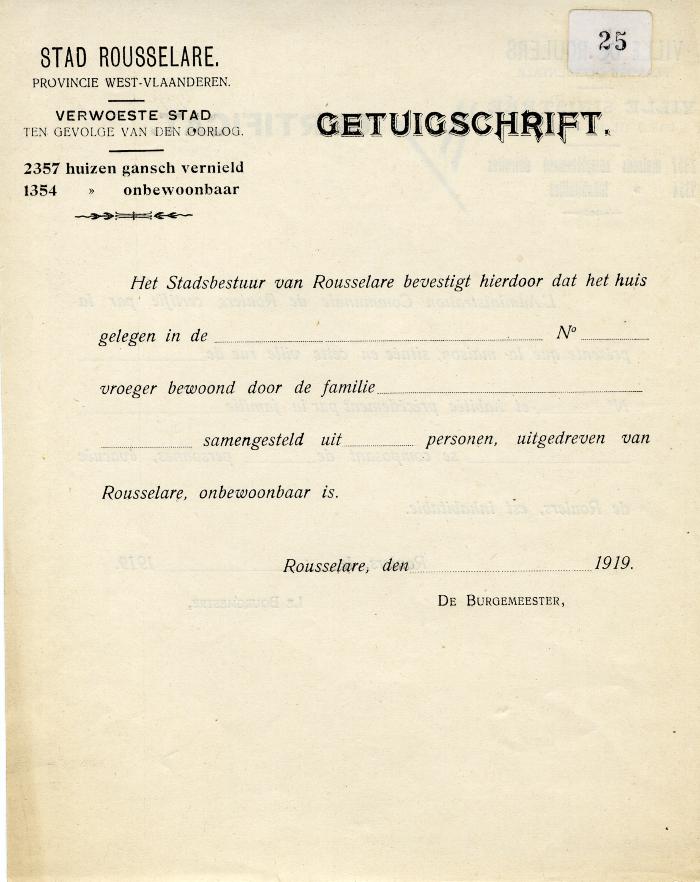 25
STAD ROUSSELARE.
PROVINCIE WEST-VLAANDEREN.
VERWOESTE STAD
TEN GEVOLGE VAN DEN OORLOG.
2357 huizen gansch vernield
1354 » onbewoonbaar
GETUIGSCHRIFT.
Het Stadsbestuur van Rousselare bevestigt hierdoor dat het huis
gelegen in de Nº
vroeger bewoond door de familie
samengesteld uit personen, uitgedreven van
Rousselare, onbewoonbaar is.
Rousselare, den 1919.
DE BURGEMEESTER,